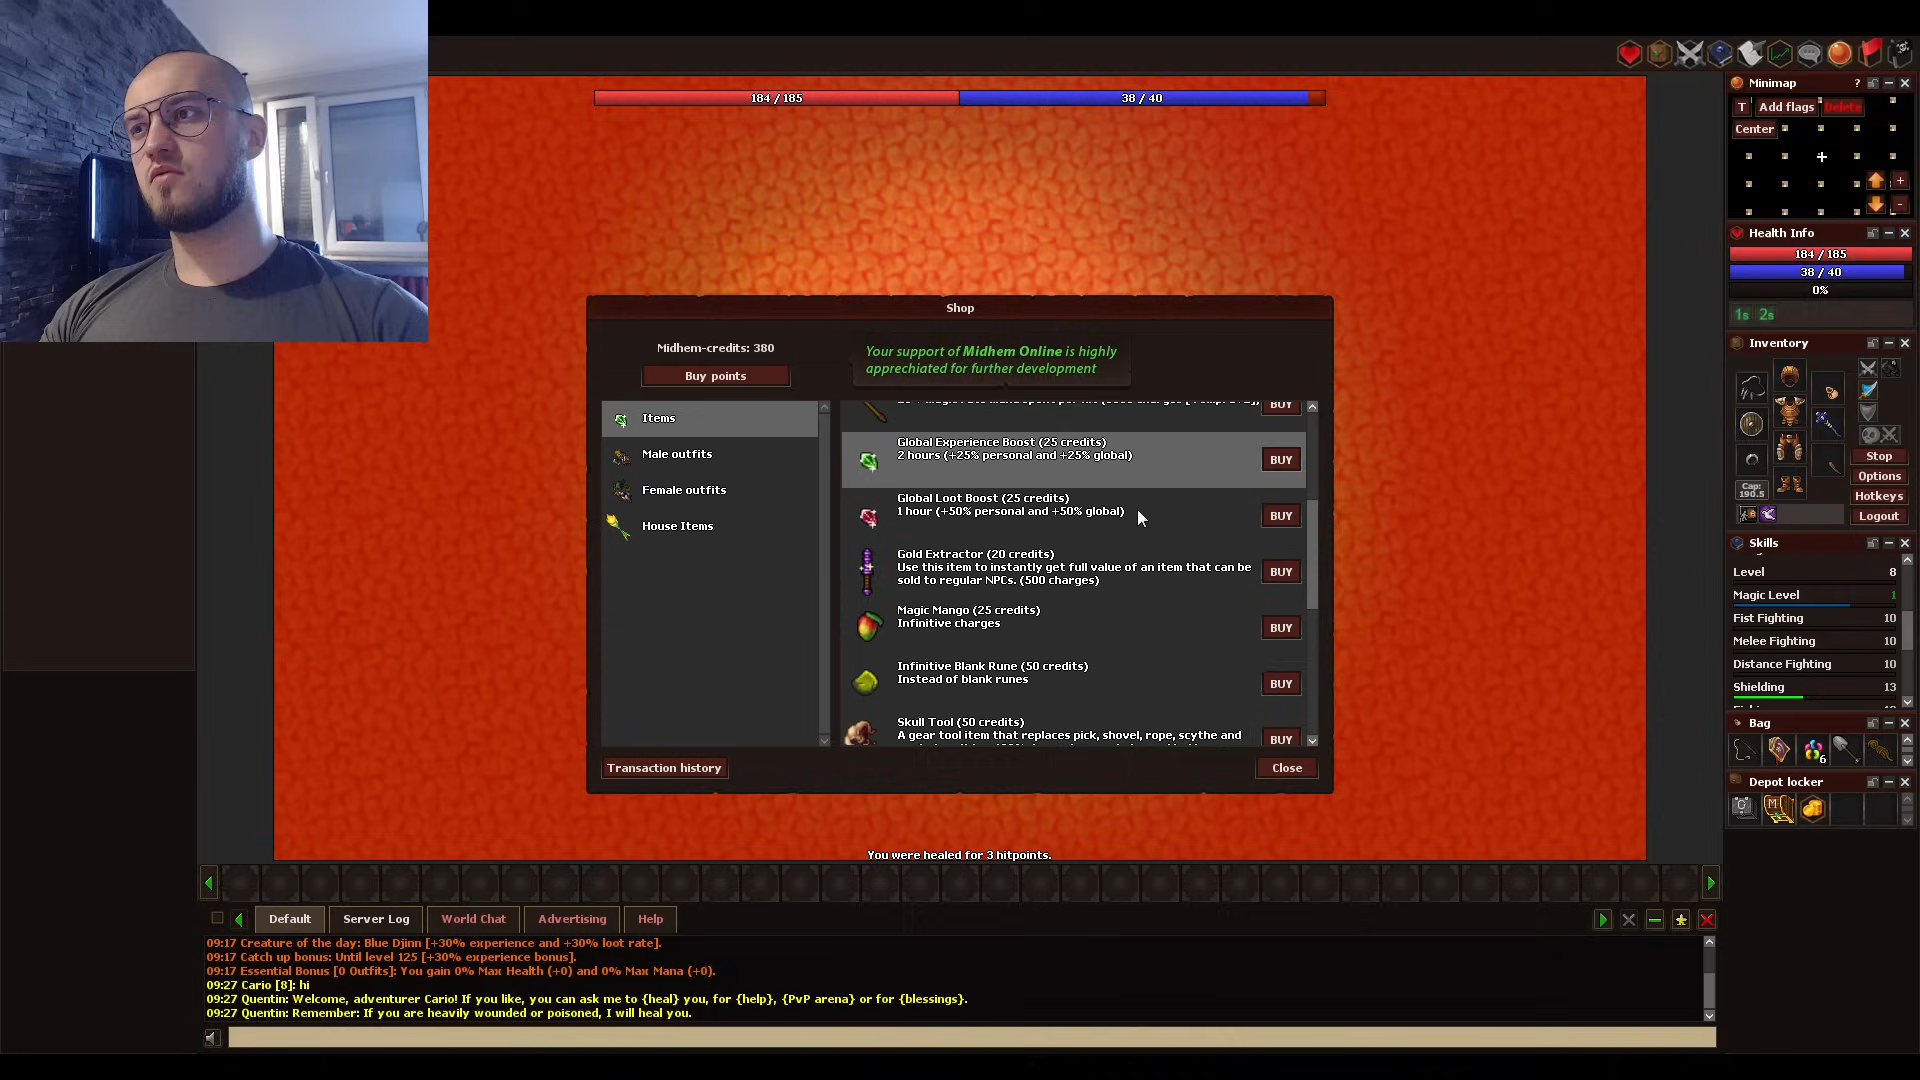 184 / 185
38 / 40
Minimap
?
T
Add flags
Delete
Center
+
-
Health Info
184 / 185
38 / 40
0%
1s 2s
Inventory
Cap:
190.5
Stop
Options
Hotkeys
Logout
Skills
Level 8
Magic Level 1
Fist Fighting 10
Melee Fighting 10
Distance Fighting 10
Shielding 13
Bag
6
Depot locker
Shop
Midhem-credits: 380
Buy points
Your support of Midhem Online is highly
apprechiated for further development
Items
Male outfits
Female outfits
House Items
BUY
Global Experience Boost (25 credits)
2 hours (+25% personal and +25% global)
BUY
Global Loot Boost (25 credits)
1 hour (+50% personal and +50% global)
BUY
Gold Extractor (20 credits)
Use this item to instantly get full value of an item that can be
sold to regular NPCs. (500 charges)
BUY
Magic Mango (25 credits)
Infinitive charges
BUY
Infinitive Blank Rune (50 credits)
Instead of blank runes
BUY
Skull Tool (50 credits)
A gear tool item that replaces pick, shovel, rope, scythe and
BUY
Transaction history
Close
You were healed for 3 hitpoints.
Default
Server Log
World Chat
Advertising
Help
09:17 Creature of the day: Blue Djinn [+30% experience and +30% loot rate].
09:17 Catch up bonus: Until level 125 [+30% experience bonus].
09:17 Essential Bonus [0 Outfits]: You gain 0% Max Health (+0) and 0% Max Mana (+0).
09:27 Cario [8]: hi
09:27 Quentin: Welcome, adventurer Cario! If you like, you can ask me to {heal} you, for {help}, {PvP arena} or for {blessings}.
09:27 Quentin: Remember: If you are heavily wounded or poisoned, I will heal you.